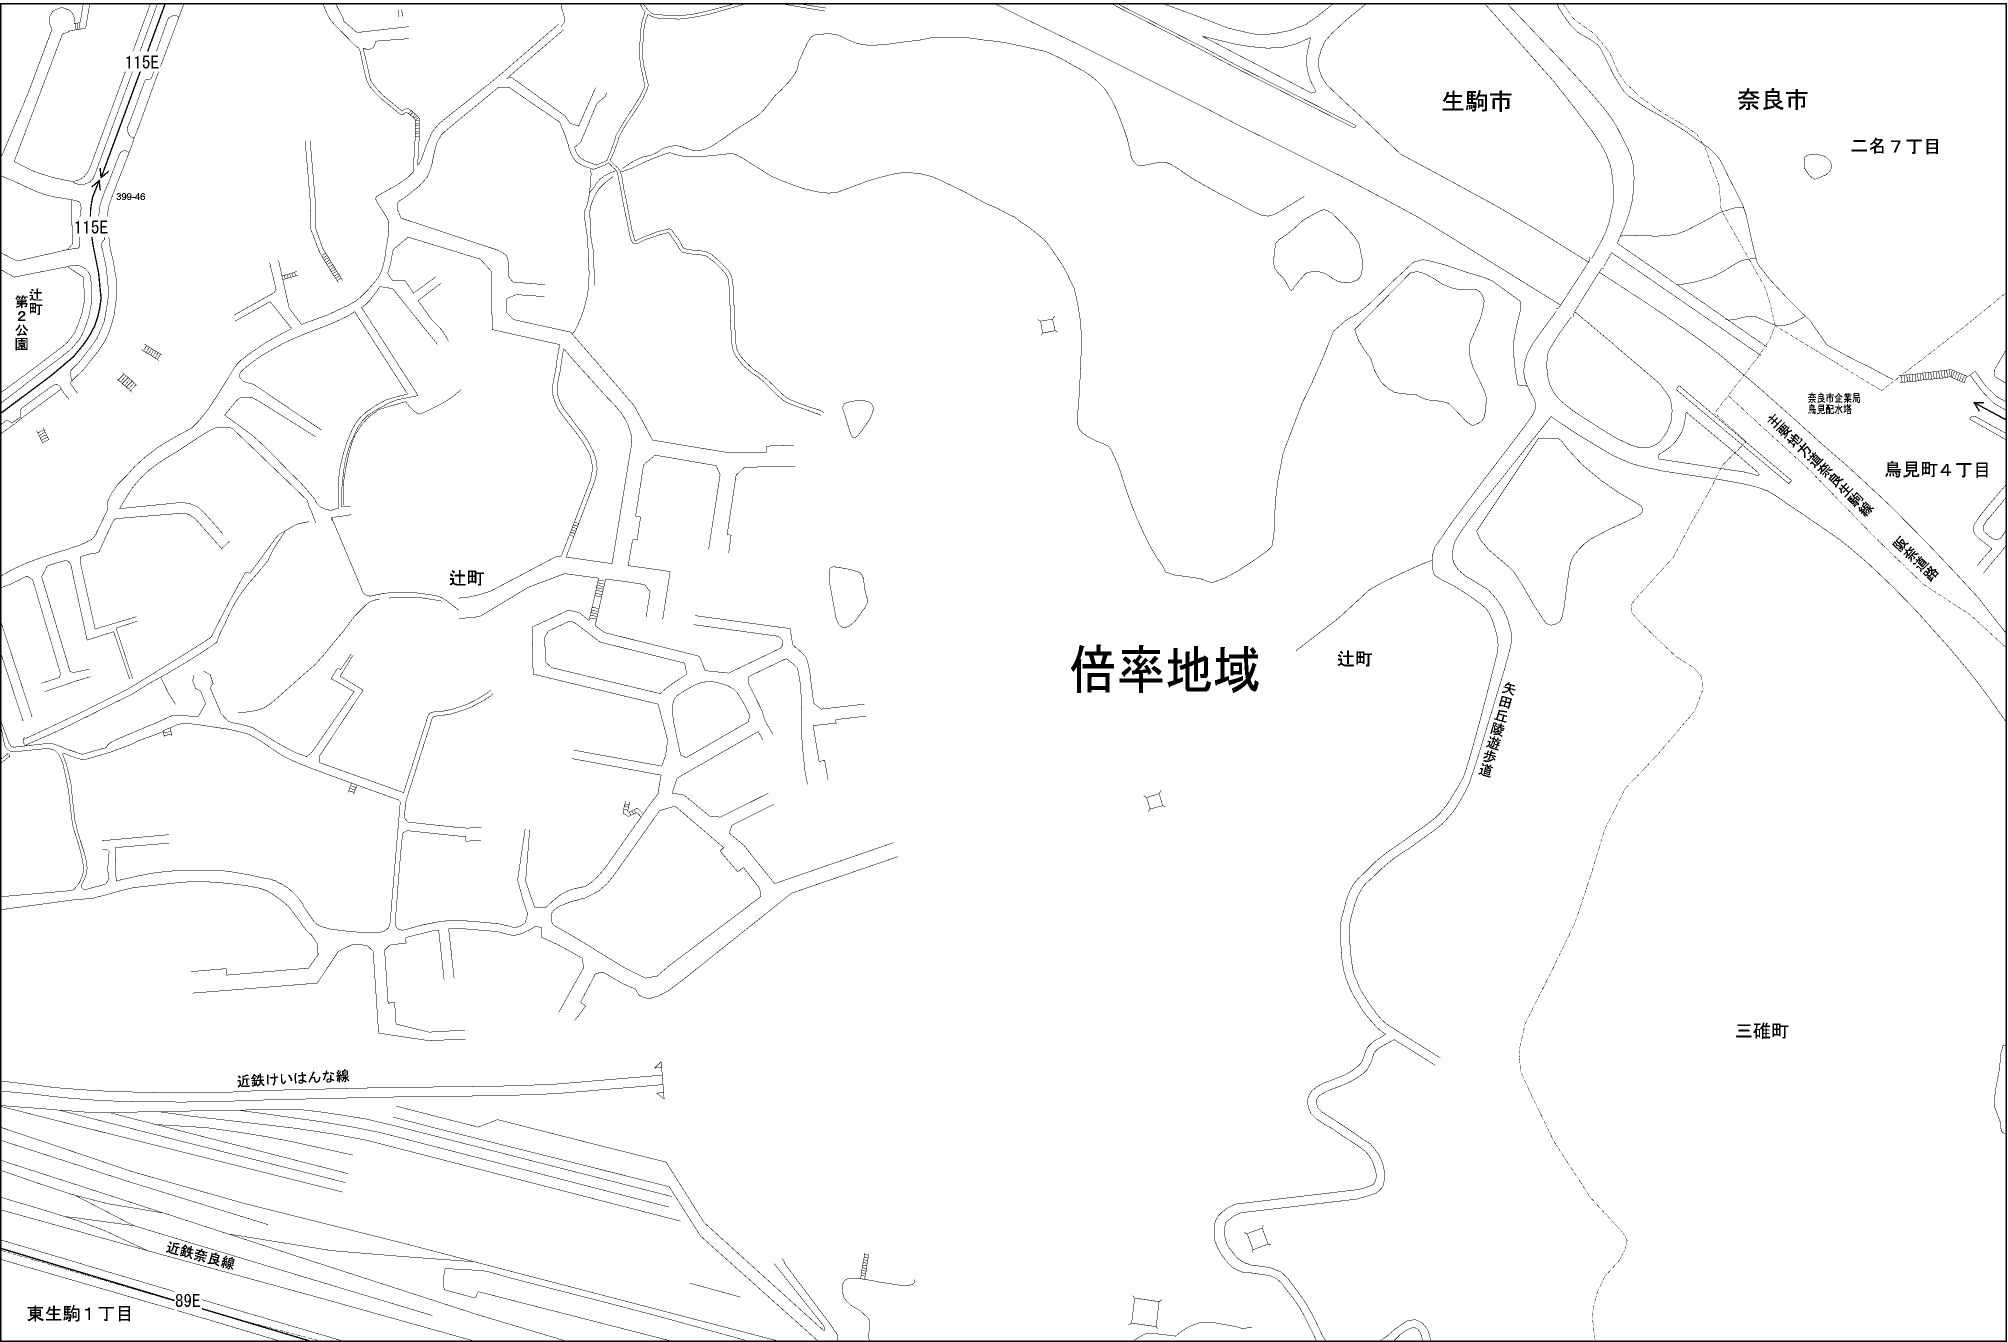 115E
生駒市
奈良市
二名７丁目
399-46
115E
辻町
第２公園
奈良市企業局
鳥見配水塔
主要地方道奈良生駒線
鳥見町４丁目
阪奈道路
辻町
倍率地域
辻町
矢田丘陵遊歩道
三碓町
近鉄けいはんな線
近鉄奈良線
89E
東生駒１丁目